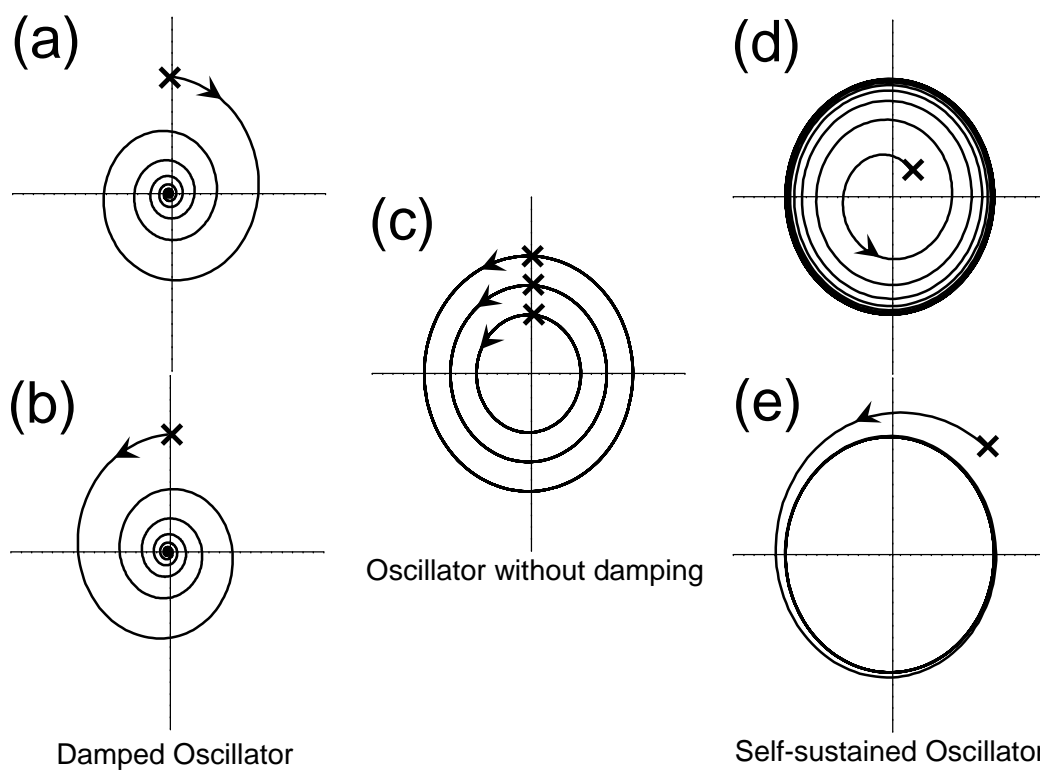 (a)
(b)
Damped Oscillator
(c)
Oscillator without damping
(d)
(e)
Self-sustained Oscillator